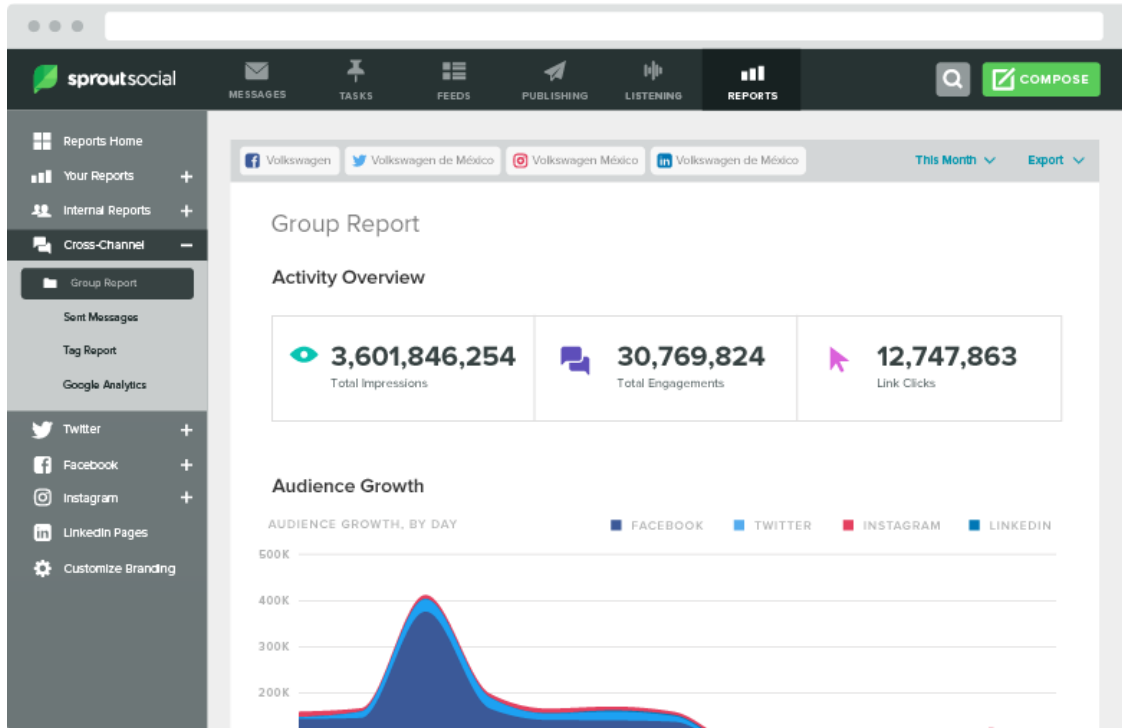 sproutsocial
MESSAGES
TASKS
FEEDS
PUBLISHING
LISTENING
REPORTS
COMPOSE
Reports Home
Your Reports +
Internal Reports +
Cross-Channel −
Group Report
Sent Messages
Tag Report
Google Analytics
Twitter +
Facebook +
Instagram +
LinkedIn Pages
Customize Branding
Volkswagen
Volkswagen de México
Volkswagen México
Volkswagen de México
This Month
Export
Group Report
Activity Overview
3,601,846,254
Total Impressions
30,769,824
Total Engagements
12,747,863
Link Clicks
Audience Growth
AUDIENCE GROWTH, BY DAY
FACEBOOK
TWITTER
INSTAGRAM
LINKEDIN
500K
400K
300K
200K